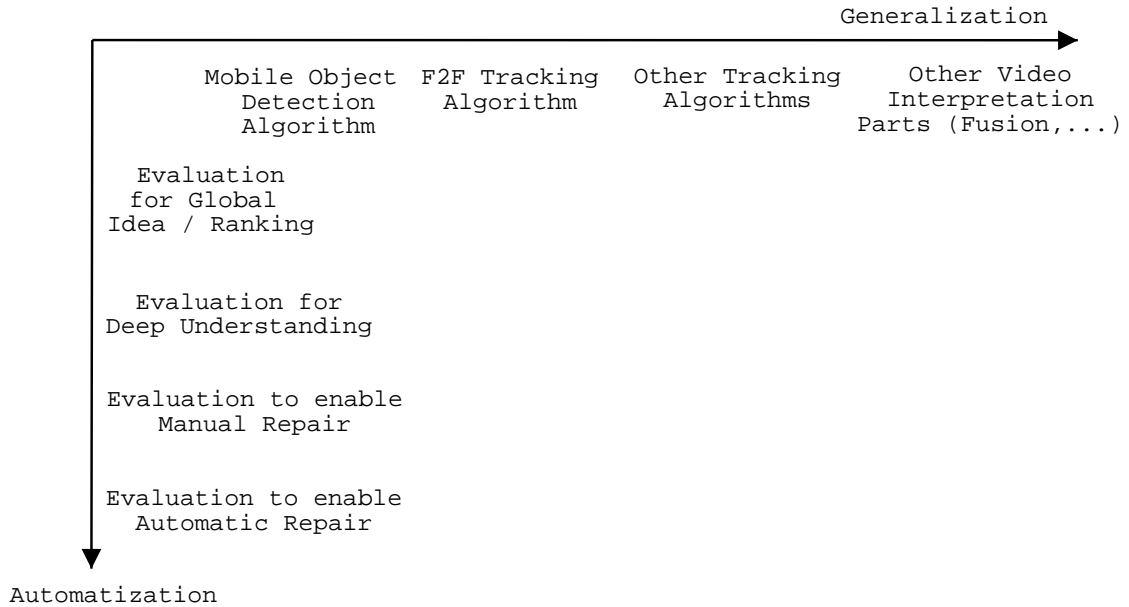 Generalization
Mobile Object
Detection
Algorithm
F2F Tracking
Algorithm
Other Tracking
Algorithms
Other Video
Interpretation
Parts (Fusion,...)
Evaluation
for Global
Idea / Ranking
Evaluation for
Deep Understanding
Evaluation to enable
Manual Repair
Evaluation to enable
Automatic Repair
Automatization